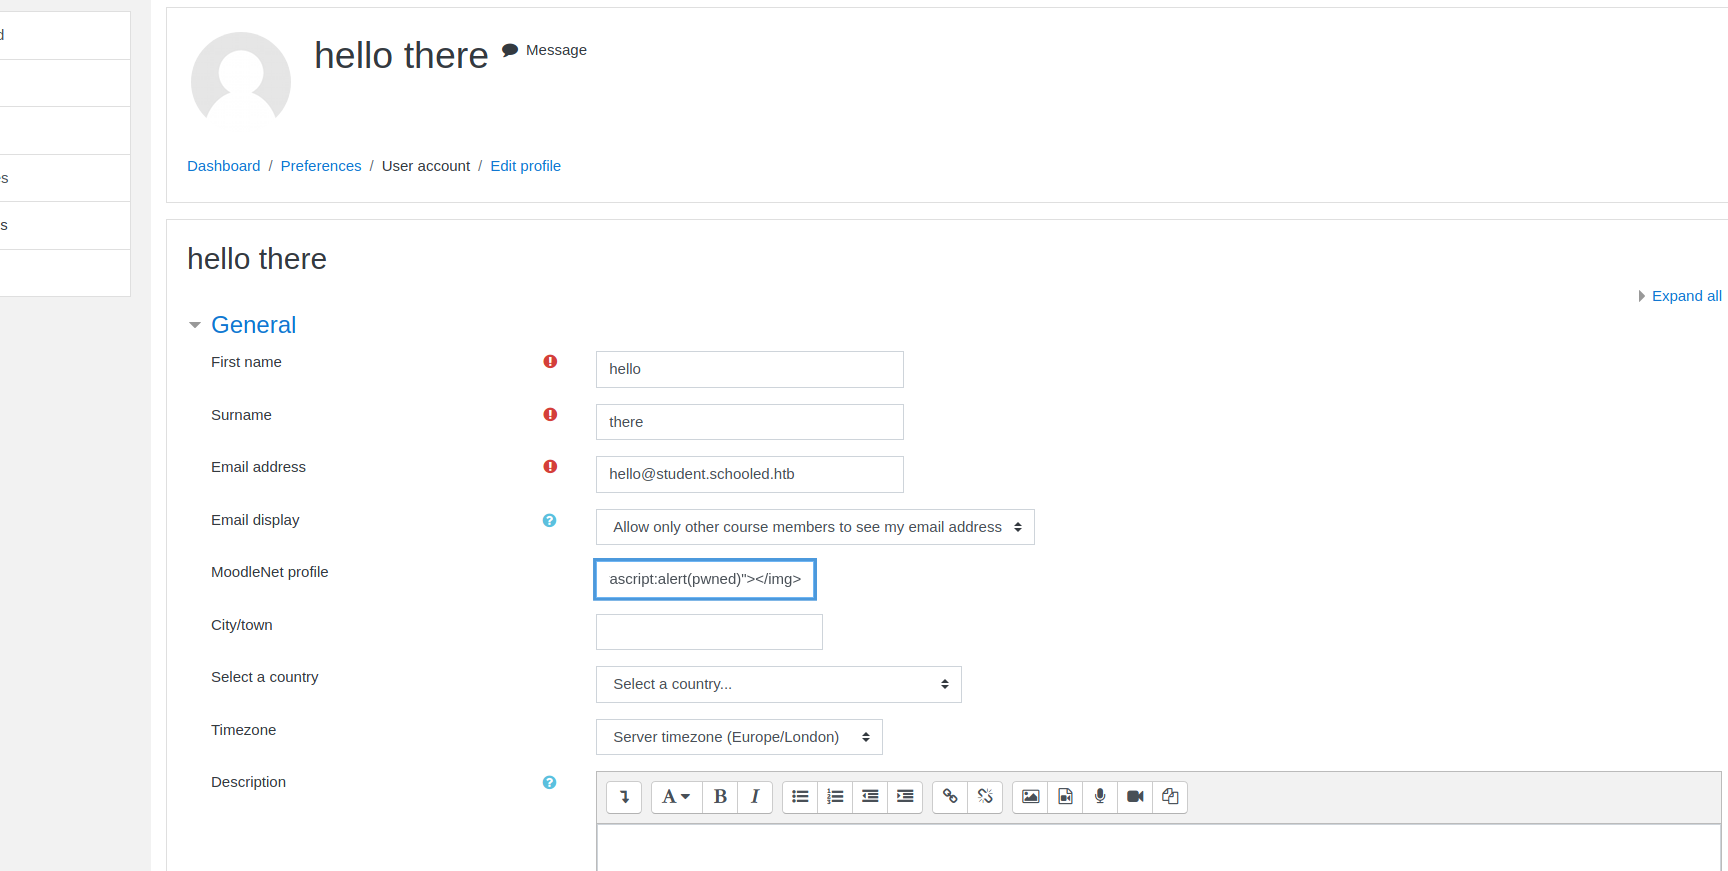 d
s
s
hello there Message
Dashboard / Preferences / User account / Edit profile
hello there
Expand all
General
First name
hello
Surname
there
Email address
hello@student.schooled.htb
Email display
Allow only other course members to see my email address
MoodleNet profile
ascript:alert(pwned)"></img>
City/town
Select a country
Select a country...
Timezone
Server timezone (Europe/London)
Description
A B I